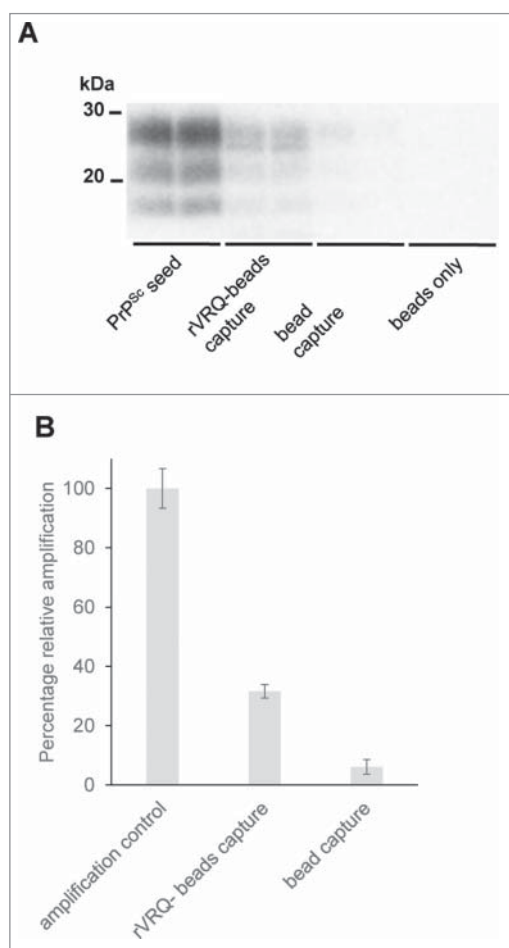 A
kDa
30
20
PrPSc seed
rVRQ-beads
capture
bead
capture
beads only
B
Percentage relative amplification
100
80
60
40
20
0
amplification control
rVRQ- beads capture
bead capture